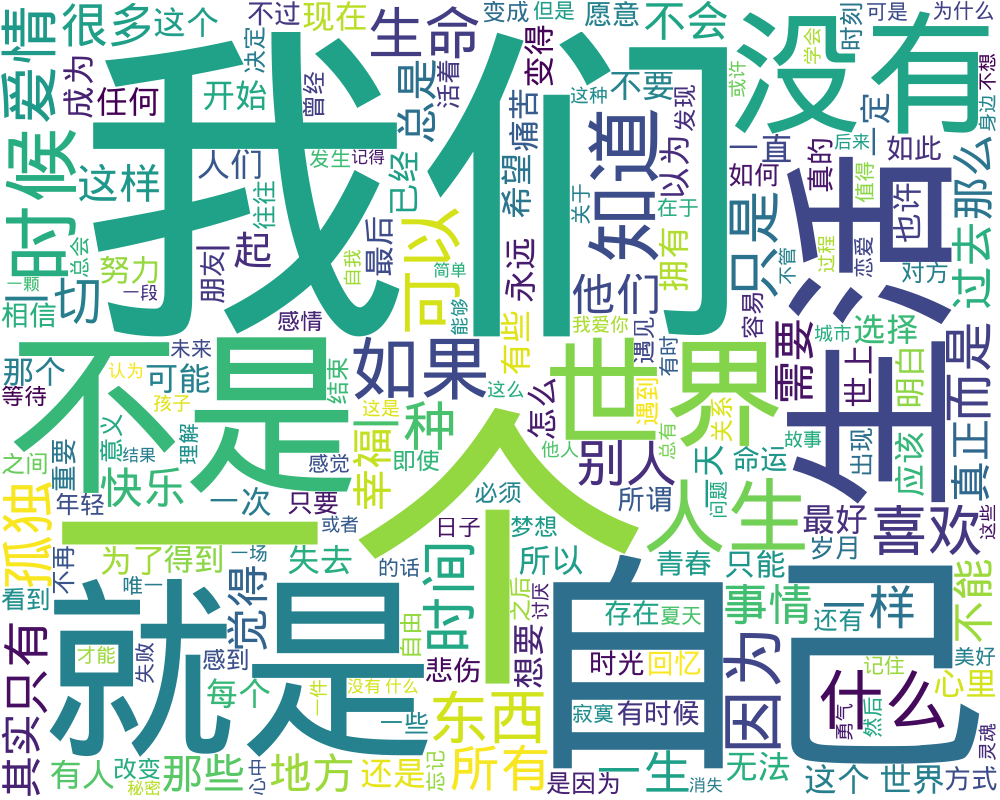 爱情
很多
这个
不过
现在
生命
变成
但是
愿意
不会
时刻
可是
为什么
没有
我们
决定
成为
任何
开始
曾经
总是
活着
变得
不要
这种
或许
学会
不想
身边
时候
这样
人们
发生
记得
已经
痛苦
希望
知道
以为
发现
一直
如何
真的
后来
一定
值得
如此
那么
往往
关于
在于
只是
生活
也许
过去
一切
努力
总会
一颗
一段
相信
朋友
一起
自我
最后
简单
可以
能够
永远
他们
拥有
容易
不管
过程
恋爱
对方
感情
有些
我爱你
遇见
有时
城市
选择
需要
世上
明白
而是
那个
未来
可能
等待
认为
孩子
结束
不是
如果
这是
这么
怎么
世界
遇到
关系
真正
之间
重要
意义
结果
理解
快乐
感觉
幸福
一种
即使
别人
他人
总有
一天
命运
问题
故事
出现
应该
孤独
年轻
一次
只要
或者
必须
日子
梦想
所谓
一个
人生
最好
喜欢
这些
为了
得到
一场
失去
的话
时间
所以
青春
只能
岁月
看到
不再
唯一
觉得
就是
自由
之后
讨厌
想要
自己
存在
夏天
事情
一样
还有
不能
其实
只有
才能
失败
感到
每个
一件
没有 什么
悲伤
东西
时光
回忆
因为
什么
记住
美好
心里
寂寞
有时候
一些
勇气
然后
灵魂
有人
改变
秘密
那些
心中
地方
还是
忘记
所有
是因为
一生
消失
无法
这个 世界
方式